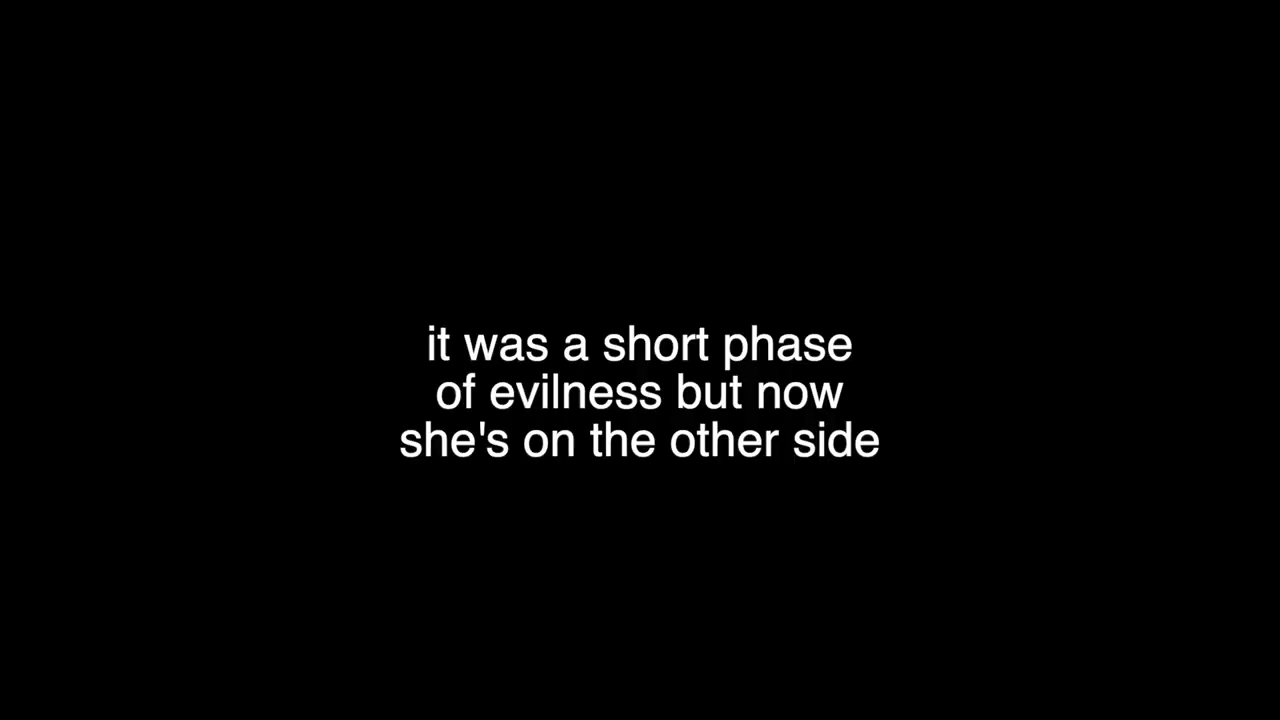 it was a short phase
of evilness but now
she's on the other side